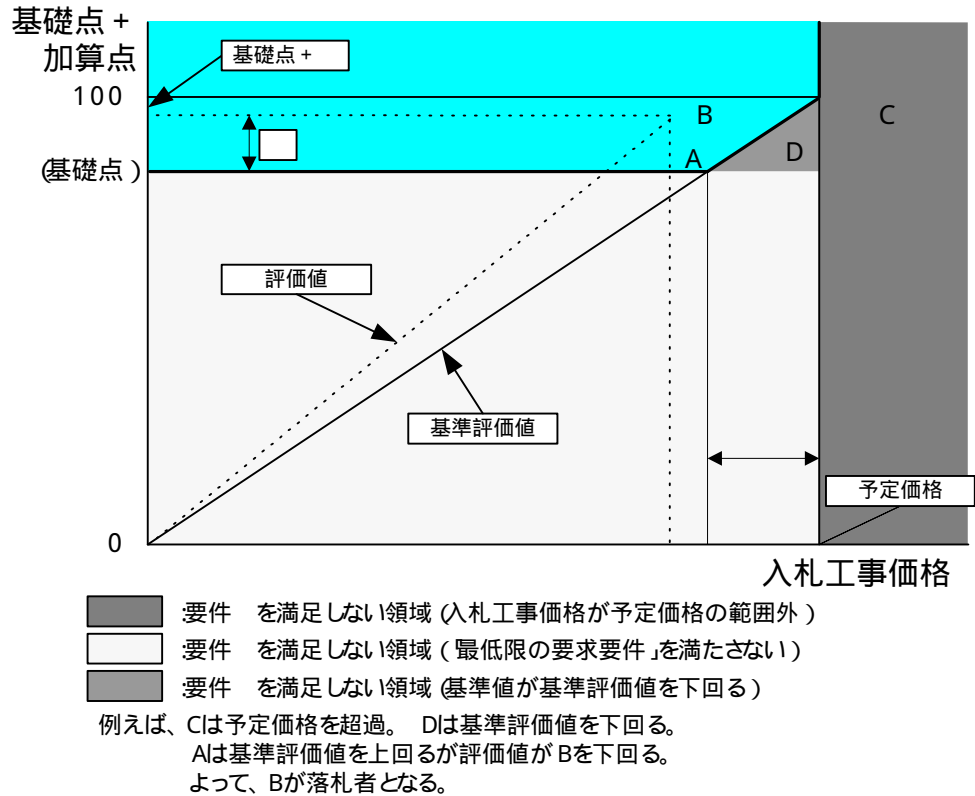 基礎点 +
加算点
基礎点 +
100
B
C
A
D
(基礎点)
評価値
基準評価値
予定価格
0
入札工事価格
:要件 を満足しない領域(入札工事価格が予定価格の範囲外)
:要件 を満足しない領域(「最低限の要求要件」を満たさない)
:要件 を満足しない領域(基準値が基準評価値を下回る)
例えば、Cは予定価格を超過。 Dは基準評価値を下回る。
Aは基準評価値を上回るが評価値がBを下回る。
よって、Bが落札者となる。